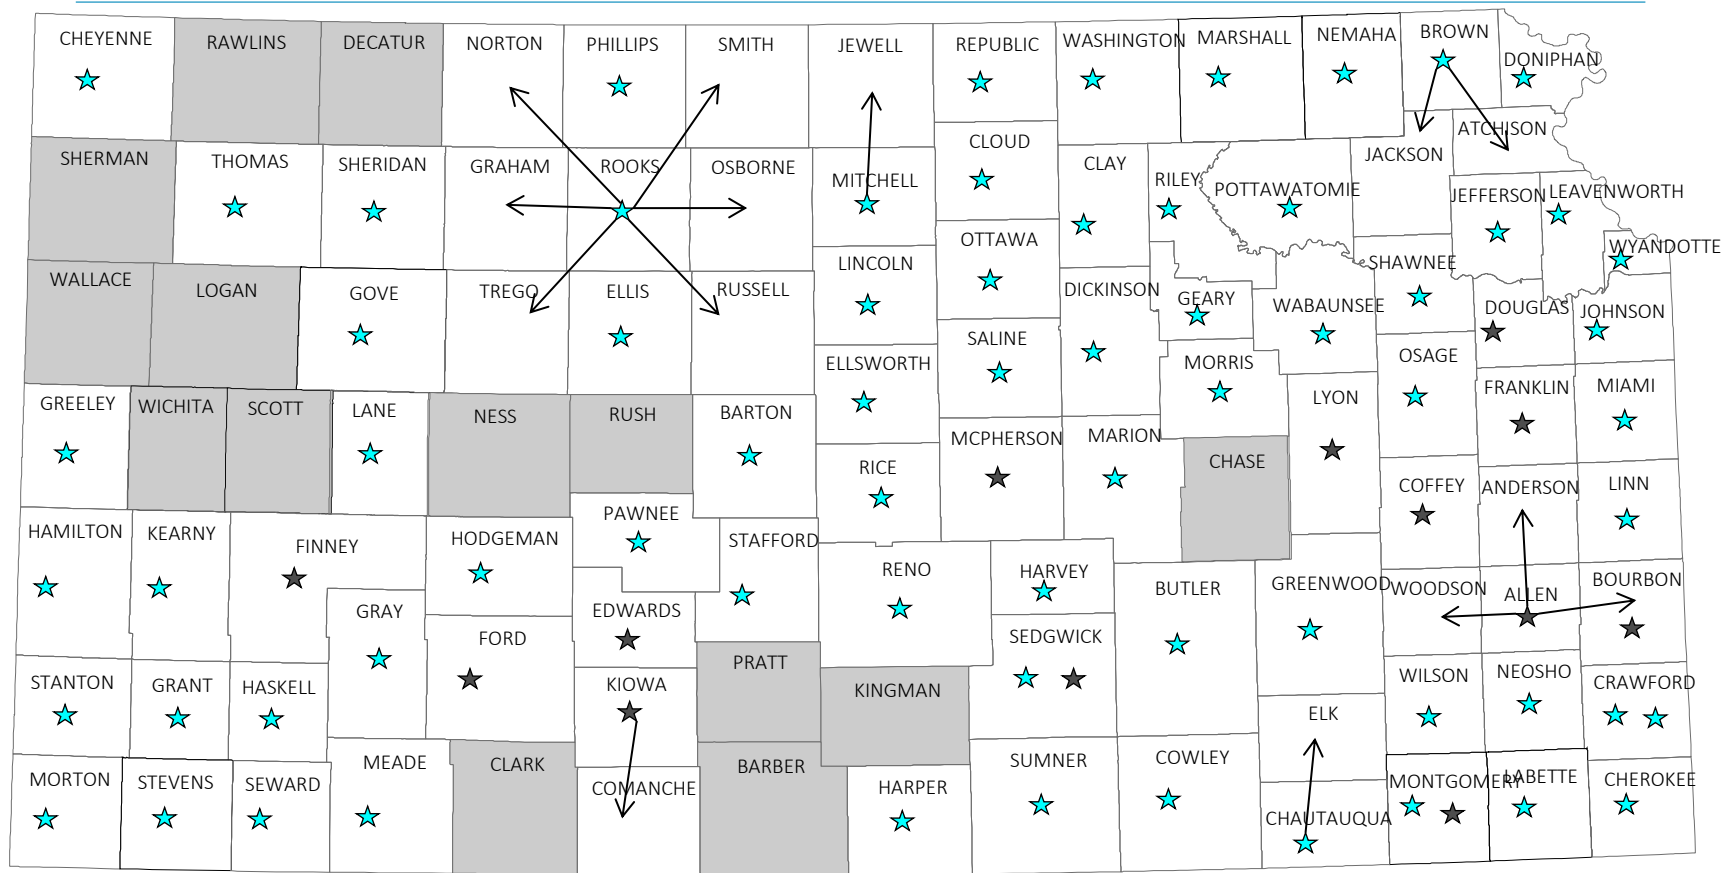 CHEYENNE
RAWLINS
DECATUR
NORTON
PHILLIPS
SMITH
JEWELL
REPUBLIC
WASHINGTON
MARSHALL
NEMAHA
BROWN
DONIPHAN
SHERMAN
THOMAS
SHERIDAN
GRAHAM
ROOKS
OSBORNE
MITCHELL
CLOUD
CLAY
RILEY
POTTAWATOMIE
JACKSON
ATCHISON
JEFFERSON
LEAVENWORTH
WYANDOTTE
WALLACE
LOGAN
GOVE
TREGO
ELLIS
RUSSELL
LINCOLN
OTTAWA
DICKINSON
GEARY
WABAUNSEE
SHAWNEE
DOUGLAS
JOHNSON
GREELEY
WICHITA
SCOTT
LANE
NESS
RUSH
BARTON
ELLSWORTH
SALINE
MORRIS
LYON
OSAGE
FRANKLIN
MIAMI
RICE
MCPHERSON
MARION
CHASE
COFFEY
ANDERSON
LINN
HAMILTON
KEARNY
FINNEY
HODGEMAN
PAWNEE
STAFFORD
RENO
HARVEY
BUTLER
GREENWOOD
WOODSON
ALLEN
BOURBON
GRAY
FORD
EDWARDS
PRATT
KINGMAN
SEDGWICK
STANTON
GRANT
HASKELL
KIOWA
ELK
WILSON
NEOSHO
CRAWFORD
MORTON
STEVENS
SEWARD
MEADE
CLARK
COMANCHE
BARBER
HARPER
SUMNER
COWLEY
CHAUTAUQUA
MONTGOMERY
LABETTE
CHEROKEE